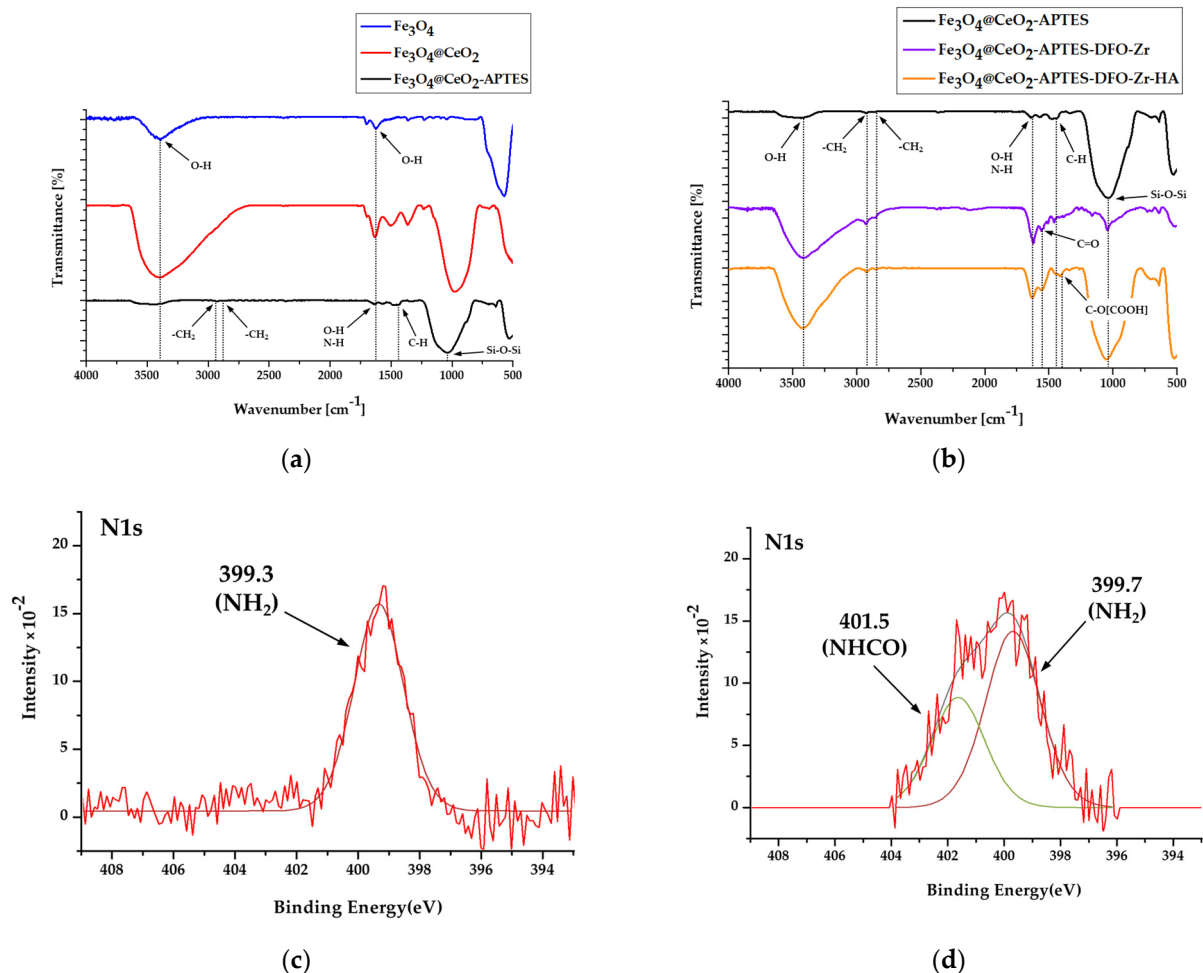 Fe₃O₄
Fe₃O₄@CeO₂
Fe₃O₄@CeO₂-APTES
Transmittance [%]
O-H
O-H
-CH₂
-CH₂
O-H
N-H
C-H
Si-O-Si
4000 3500 3000 2500 2000 1500 1000 500
Wavenumber [cm⁻¹]
(a)
Fe₃O₄@CeO₂-APTES
Fe₃O₄@CeO₂-APTES-DFO-Zr
Fe₃O₄@CeO₂-APTES-DFO-Zr-HA
Transmittance [%]
O-H
-CH₂
-CH₂
O-H
N-H
C-H
Si-O-Si
C=O
C-O[COOH]
4000 3500 3000 2500 2000 1500 1000 500
Wavenumber [cm⁻¹]
(b)
N1s
20
15
10
5
0
Intensity×10⁻²
399.3
(NH₂)
408 406 404 402 400 398 396 394
Binding Energy(eV)
(c)
N1s
20
15
10
5
0
Intensity×10⁻²
401.5
(NHCO)
399.7
(NH₂)
408 406 404 402 400 398 396 394
Binding Energy(eV)
(d)